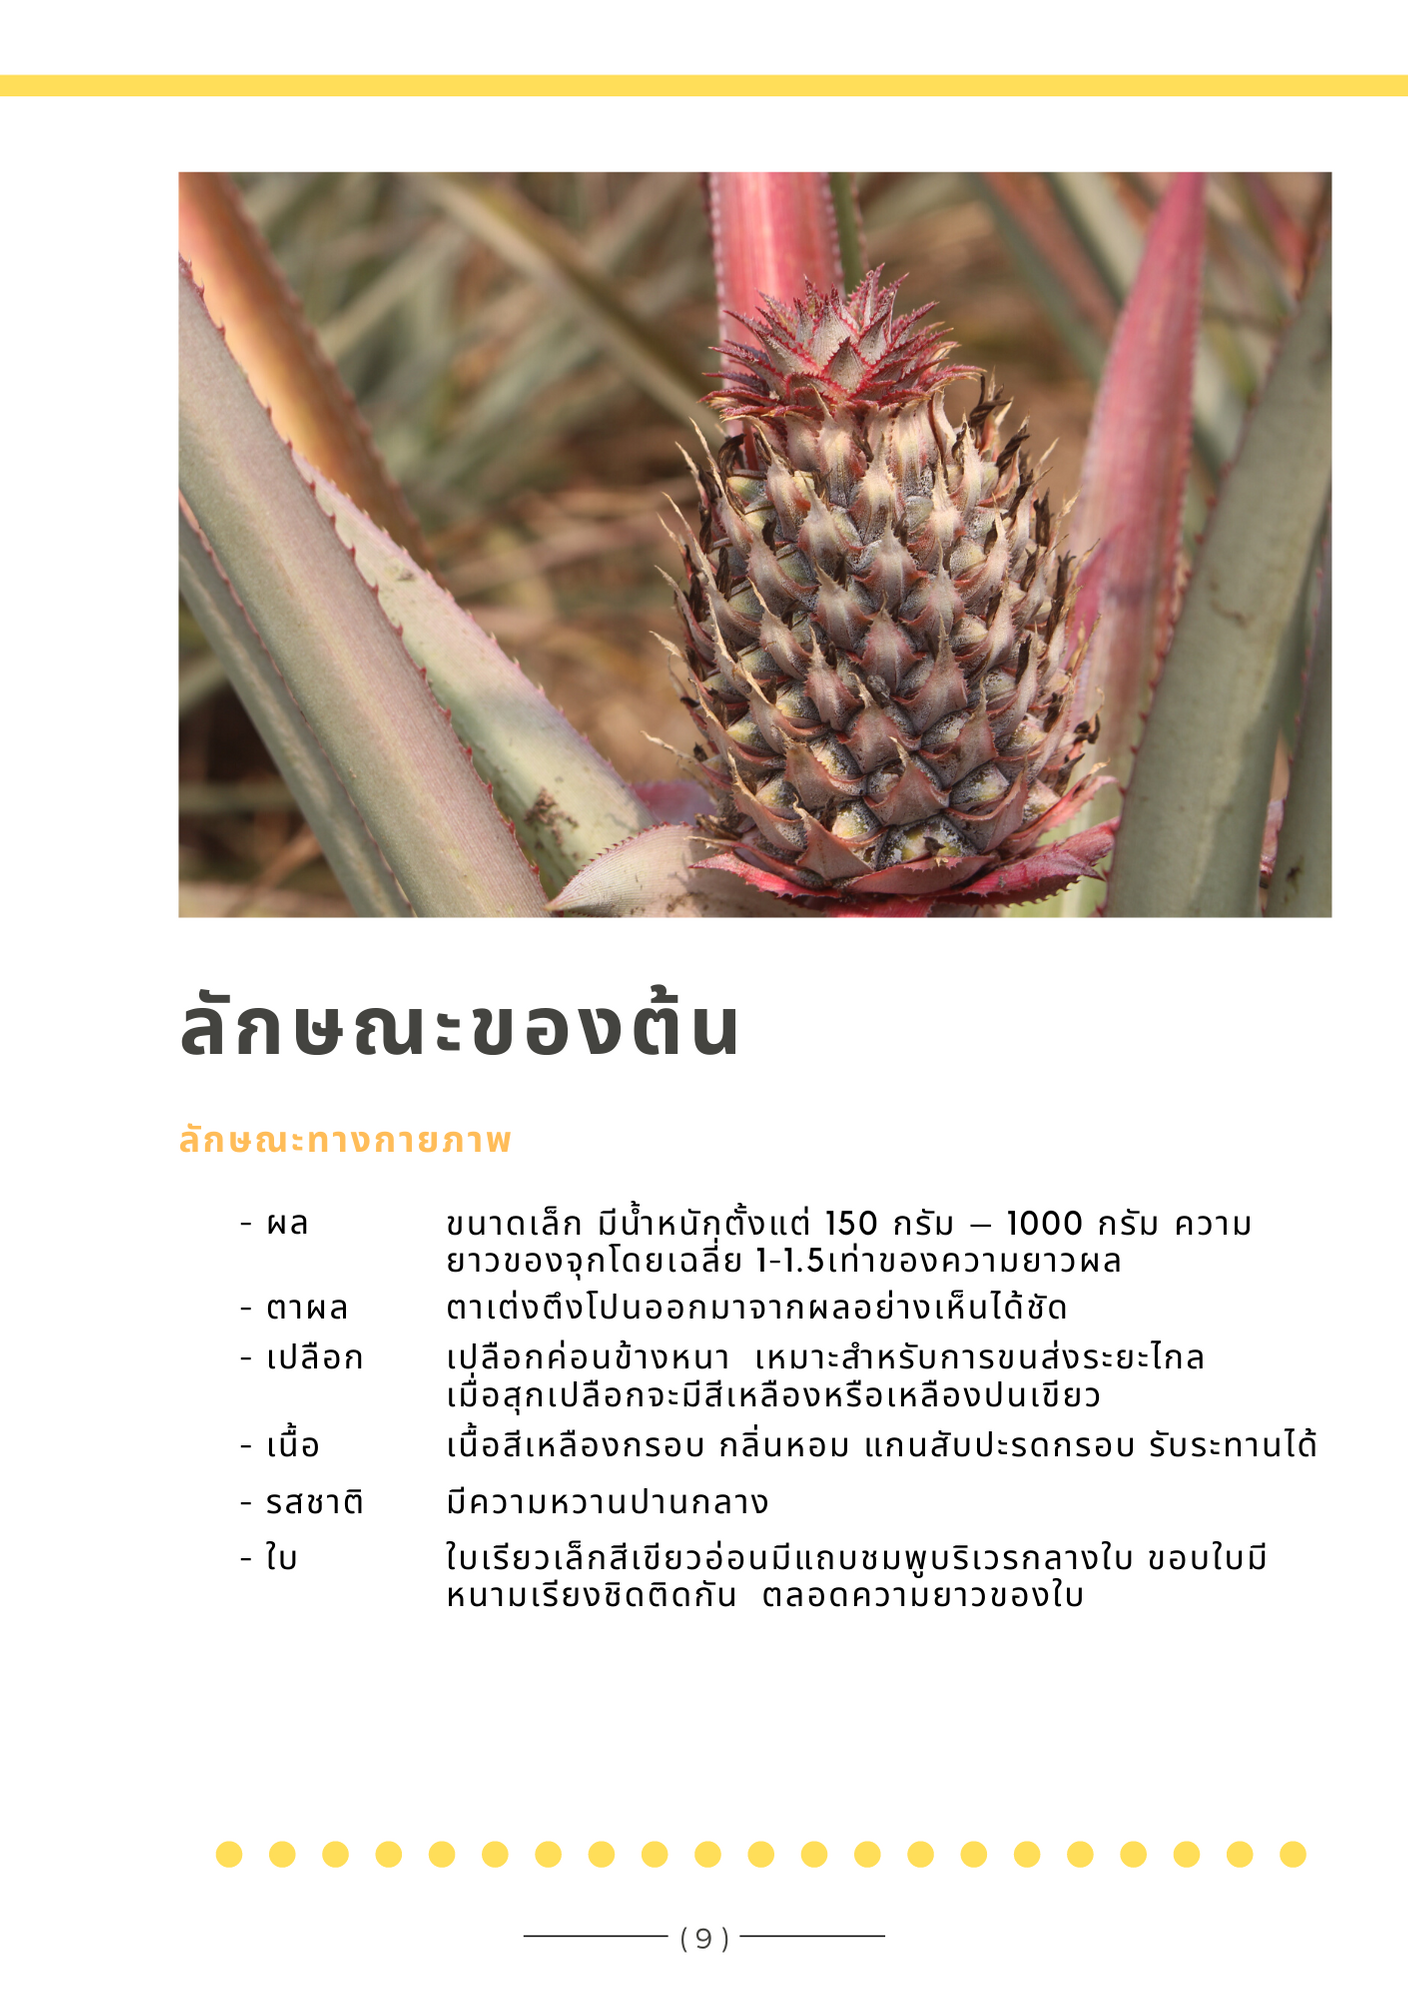 ลักษณะของต้น
ลักษณะทางกายภาพ
- ผล ขนาดเล็ก มีน้ำหนักตั้งแต่ 150 กรัม – 1000 กรัม ความ
ยาวของจุกโดยเฉลี่ย 1-1.5เท่าของความยาวผล
- ตาผล ตาเต่งตึงโปนออกมาจากผลอย่างเห็นได้ชัด
- เปลือก เปลือกค่อนข้างหนา เหมาะสำหรับการขนส่งระยะไกล
เมื่อสุกเปลือกจะมีสีเหลืองหรือเหลืองปนเขียว
- เนื้อ เนื้อสีเหลืองกรอบ กลิ่นหอม แกนสับปะรดกรอบ รับระทานได้
- รสชาติ มีความหวานปานกลาง
- ใบ ใบเรียวเล็กสีเขียวอ่อนมีแถบชมพูบริเวรกลางใบ ขอบใบมี
หนามเรียงชิดติดกัน ตลอดความยาวของใบ
( 9 )